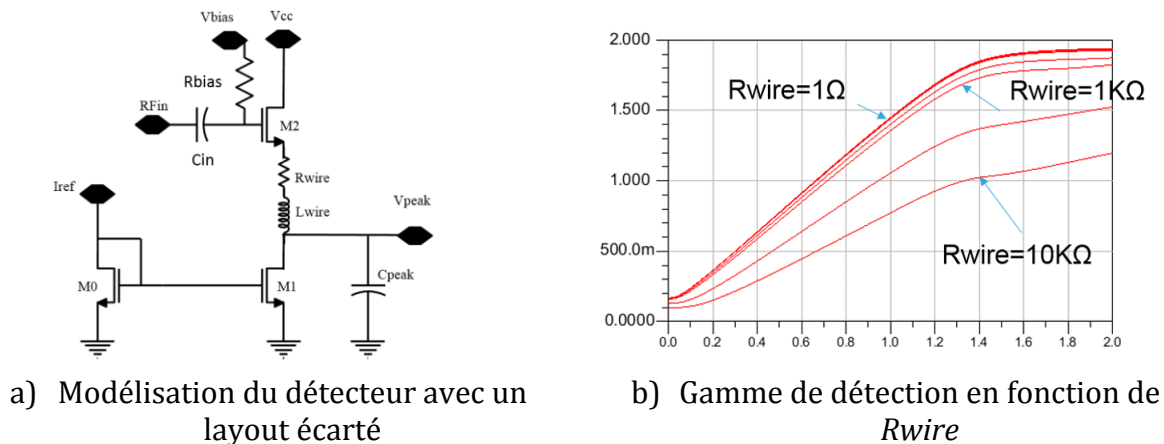 Vbias
Vcc
Rbias
RFin
M2
Cin
Rwire
Iref
Lwire
Vpeak
Cpeak
M0
M1
2.000
1.500
1.000
500.0m
0.0000
Rwire=1Ω
Rwire=1KΩ
Rwire=10KΩ
0.0 0.2 0.4 0.6 0.8 1.0 1.2 1.4 1.6 1.8 2.0
a) Modélisation du détecteur avec un
layout écarté
b) Gamme de détection en fonction de
Rwire